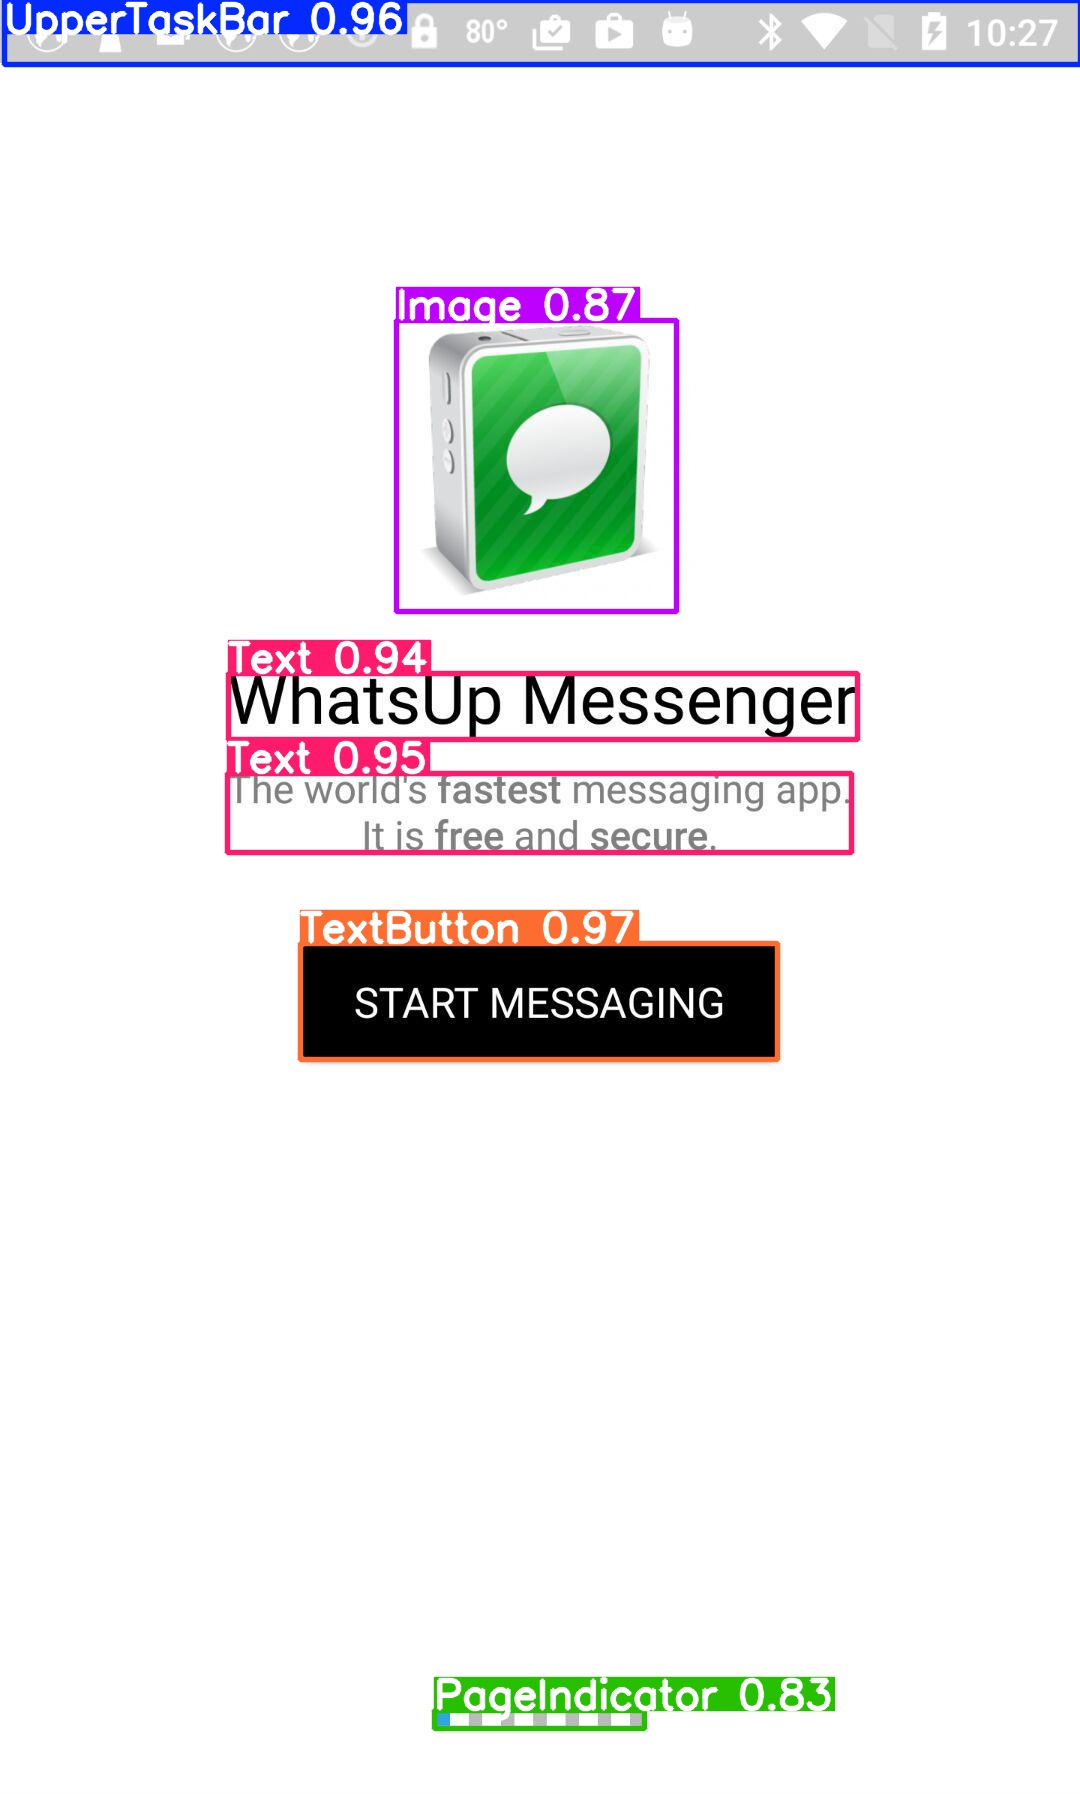 UpperTaskBar 0.96
80°
10:27
Image 0.87
Text 0.94
WhatsUp Messenger
Text 0.95
The world's fastest messaging app.
It is free and secure.
TextButton 0.97
START MESSAGING
PageIndicator 0.83